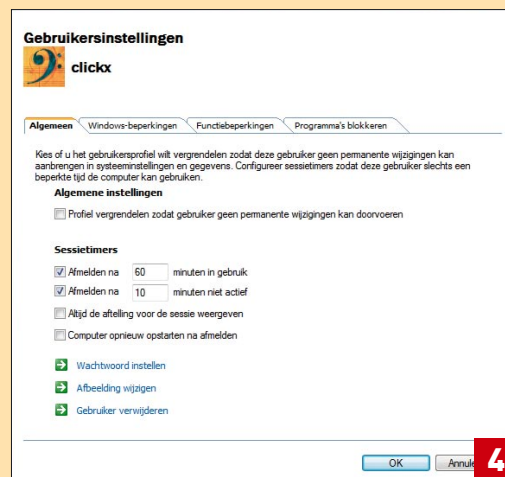 Gebruikersinstellingen
clickx
Algemeen Windows-beperkingen Functiebeperkingen Programma's blokkeren
Kies of u het gebruikersprofiel wilt vergrendelen zodat deze gebruiker geen permanente wijzigingen kan
aanbrengen in systeeminstellingen en gegevens. Configureer sessietimers zodat deze gebruiker slechts een
beperkte tijd de computer kan gebruiken.
Algemene instellingen
Profiel vergrendelen zodat gebruiker geen permanente wijzigingen kan doorvoeren
Sessietimers
Afmelden na 60 minuten in gebruik
Afmelden na 10 minuten niet actief
Altijd de aftelling voor de sessie weergeven
Computer opnieuw opstarten na afmelden
Wachtwoord instellen
Afbeelding wijzigen
Gebruiker verwijderen
OK
4